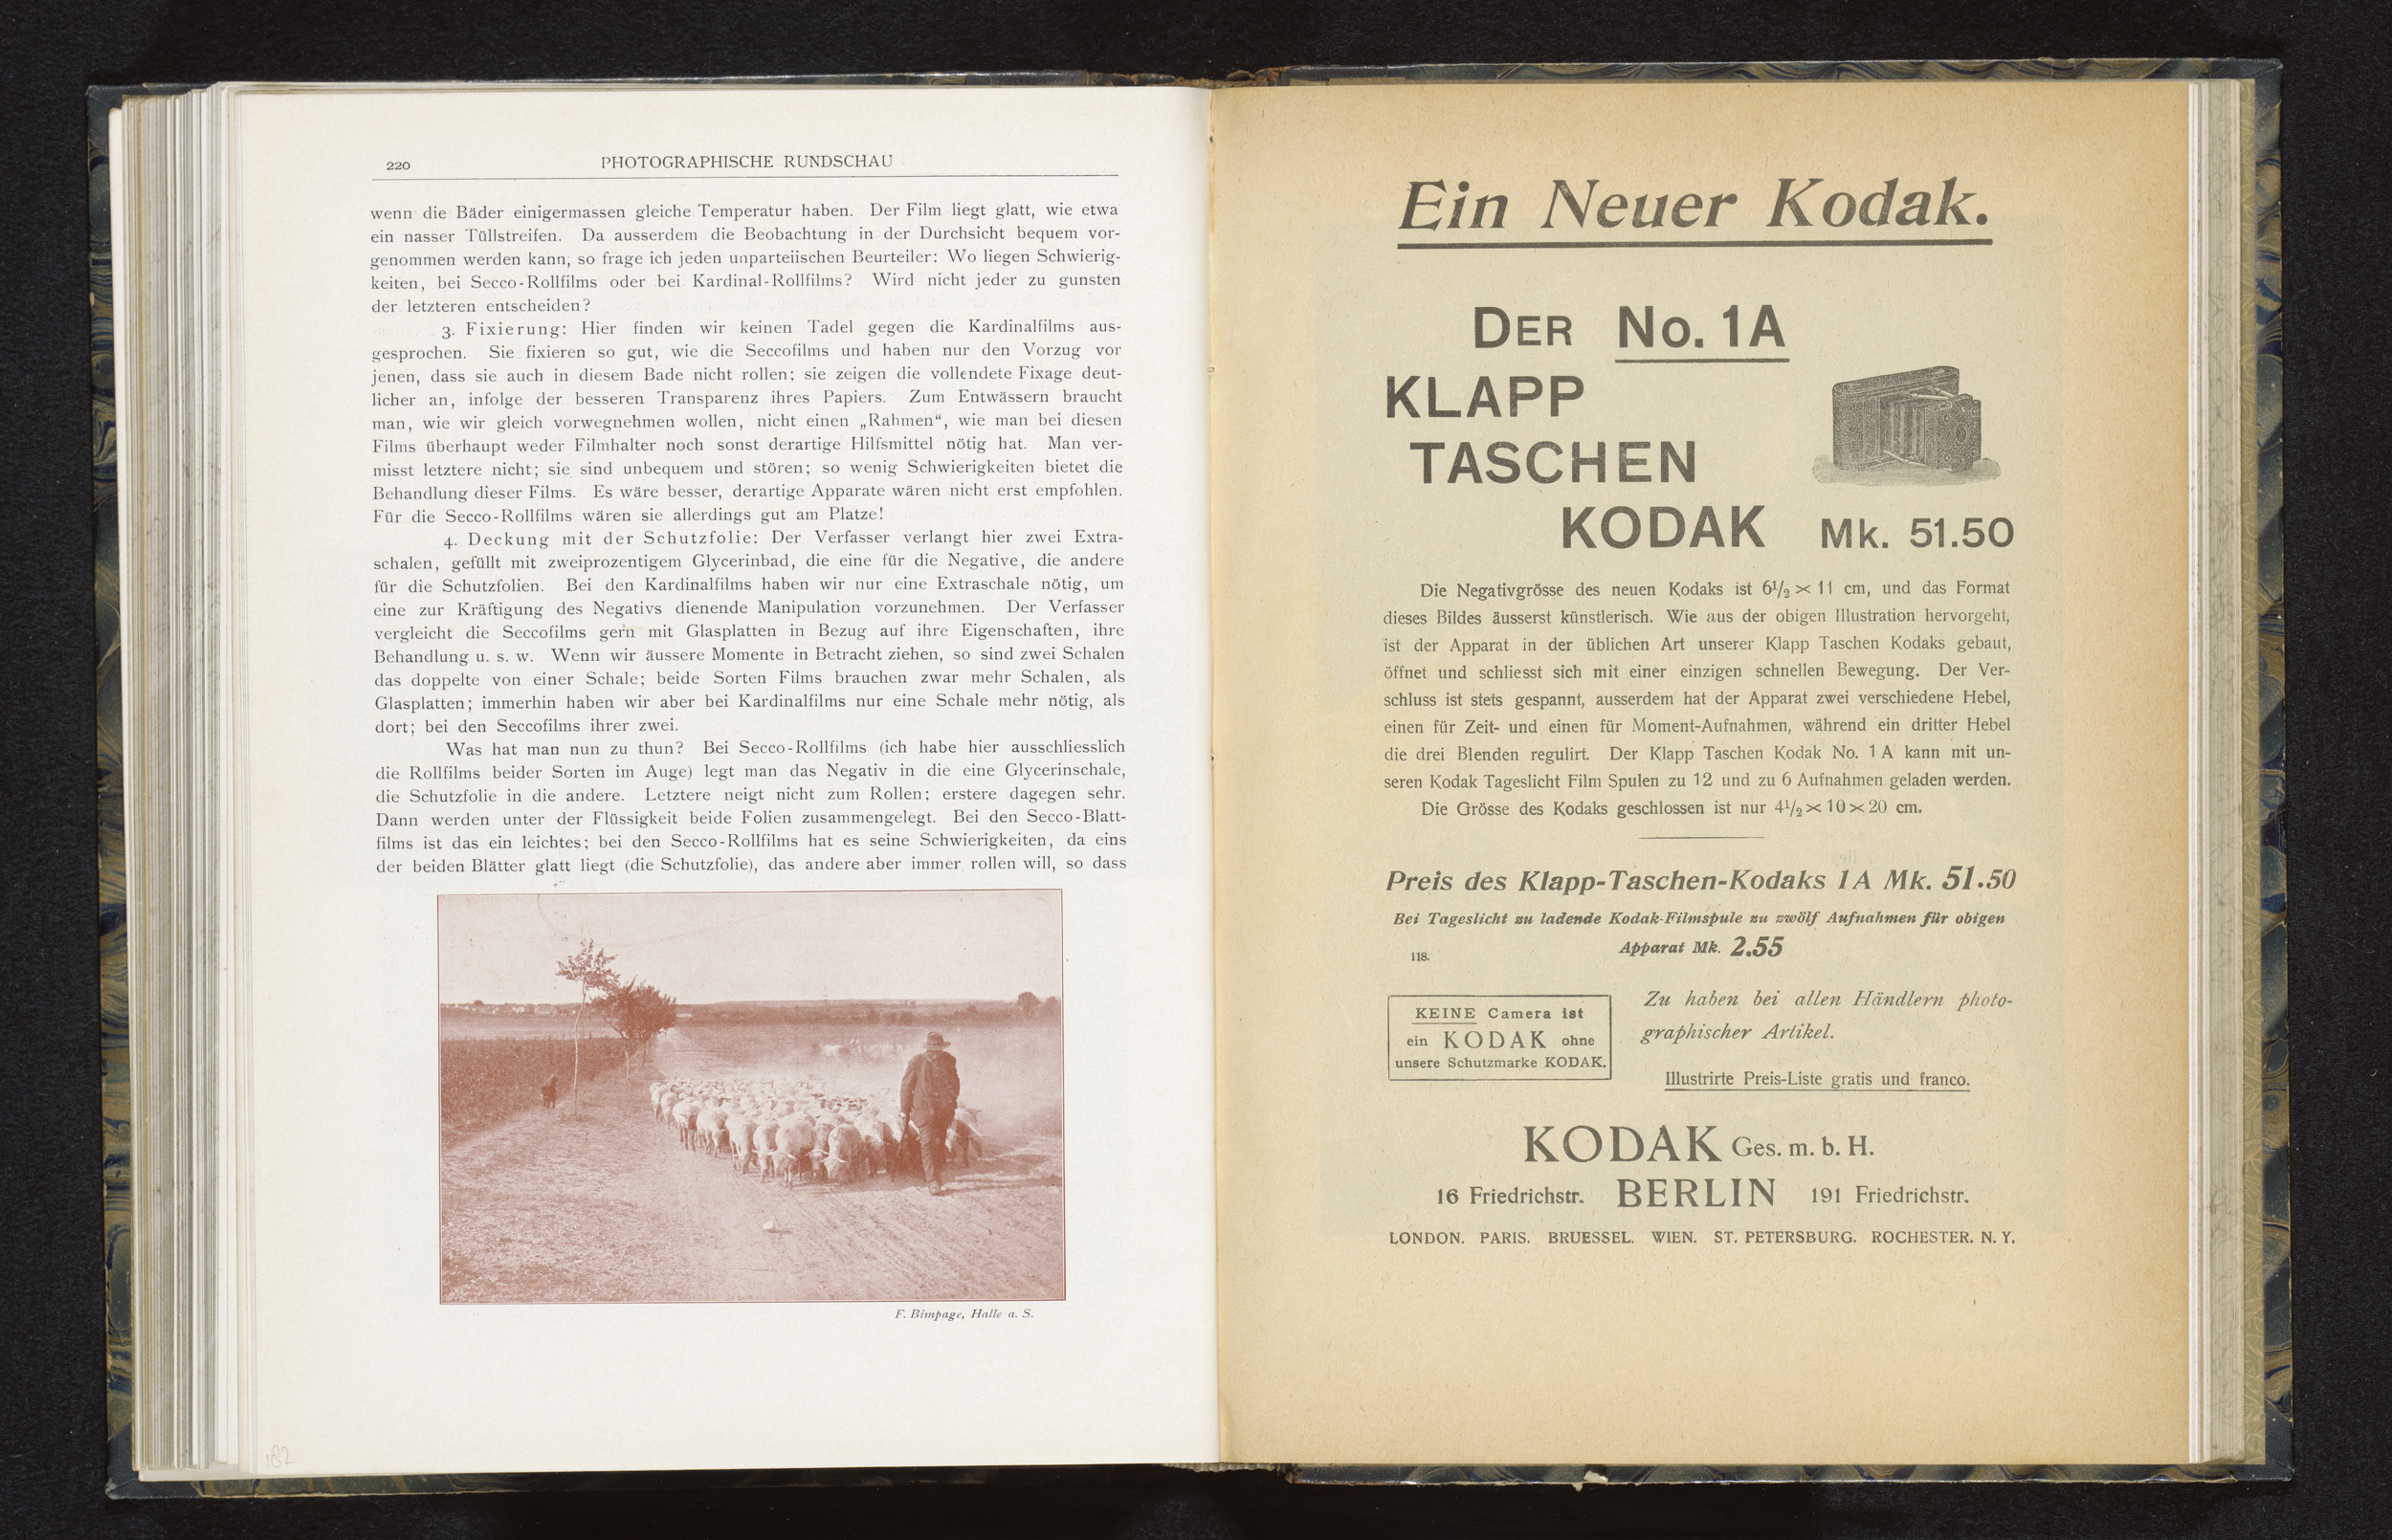 220
PHOTOGRAPHISCHE RUNDSCHAU
wenn die Bäder einigermassen gleiche Temperatur haben. Der Film liegt glatt, wie etwa
ein nasser Tüllstreifen. Da ausserdem die Beobachtung in der Durchsicht bequem vor-
genommen werden kann, so frage ich jeden unparteiischen Beurteiler: Wo liegen Schwierig-
keiten, bei Secco-Rollfilms oder bei Kardinal-Rollfilms? Wird nicht jeder zu gunsten
der letzteren entscheiden?
3. Fixierung: Hier finden wir keinen Tadel gegen die Kardinalfilms aus-
gesprochen. Sie fixieren so gut, wie die Seccofilms und haben nur den Vorzug vor
jenen, dass sie auch in diesem Bade nicht rollen; sie zeigen die vollendete Fixage deut-
licher an, infolge der besseren Transparenz ihres Papiers. Zum Entwässern braucht
man, wie wir gleich vorwegnehmen wollen, nicht einen „Rahmen“, wie man bei diesen
Films überhaupt weder Filmhalter noch sonst derartige Hilfsmittel nötig hat. Man ver-
misst letztere nicht; sie sind unbequem und stören; so wenig Schwierigkeiten bietet die
Behandlung dieser Films. Es wäre besser, derartige Apparate wären nicht erst empfohlen.
Für die Secco-Rollfilms wären sie allerdings gut am Platze!
4. Deckung mit der Schutzfolie: Der Verfasser verlangt hier zwei Extra-
schalen, gefüllt mit zweiprozentigem Glycerinbad, die eine für die Negative, die andere
für die Schutzfolien. Bei den Kardinalfilms haben wir nur eine Extraschale nötig, um
eine zur Kräftigung des Negativs dienende Manipulation vorzunehmen. Der Verfasser
vergleicht die Seccofilms gern mit Glasplatten in Bezug auf ihre Eigenschaften, ihre
Behandlung u. s. w. Wenn wir äussere Momente in Betracht ziehen, so sind zwei Schalen
das doppelte von einer Schale; beide Sorten Films brauchen zwar mehr Schalen, als
Glasplatten; immerhin haben wir aber bei Kardinalfilms nur eine Schale mehr nötig, als
dort; bei den Seccofilms ihrer zwei.
Was hat man nun zu thun? Bei Secco-Rollfilms (ich habe hier ausschliesslich
die Rollfilms beider Sorten im Auge) legt man das Negativ in die eine Glycerinschale,
die Schutzfolie in die andere. Letztere neigt nicht zum Rollen; erstere dagegen sehr.
Dann werden unter der Flüssigkeit beide Folien zusammengelegt. Bei den Secco-Blatt-
films ist das ein leichtes; bei den Secco-Rollfilms hat es seine Schwierigkeiten, da eins
der beiden Blätter glatt liegt (die Schutzfolie), das andere aber immer rollen will, so dass
F. Bimpage, Halle a. S.
182
Ein Neuer Kodak.
DER No. 1A
KLAPP
TASCHEN
KODAK Mk. 51.50
Die Negativgrösse des neuen Kodaks ist 6½ × 11 cm, und das Format
dieses Bildes äusserst künstlerisch. Wie aus der obigen Illustration hervorgeht,
ist der Apparat in der üblichen Art unserer Klapp Taschen Kodaks gebaut,
öffnet und schliesst sich mit einer einzigen schnellen Bewegung. Der Ver-
schluss ist stets gespannt, ausserdem hat der Apparat zwei verschiedene Hebel,
einen für Zeit- und einen für Moment-Aufnahmen, während ein dritter Hebel
die drei Blenden regulirt. Der Klapp Taschen Kodak No. 1 A kann mit un-
seren Kodak Tageslicht Film Spulen zu 12 und zu 6 Aufnahmen geladen werden.
Die Grösse des Kodaks geschlossen ist nur 4½ × 10 × 20 cm.
Preis des Klapp-Taschen-Kodaks 1A Mk. 51.50
Bei Tageslicht zu ladende Kodak-Filmspule zu zwölf Aufnahmen für obigen
Apparat Mk. 2.55
118.
KEINE Camera ist
ein KODAK ohne
unsere Schutzmarke KODAK.
Zu haben bei allen Händlern photo-
graphischer Artikel.
Illustrirte Preis-Liste gratis und franco.
KODAK Ges. m. b. H.
16 Friedrichstr. BERLIN 191 Friedrichstr.
LONDON. PARIS. BRUESSEL. WIEN. ST. PETERSBURG. ROCHESTER. N. Y.